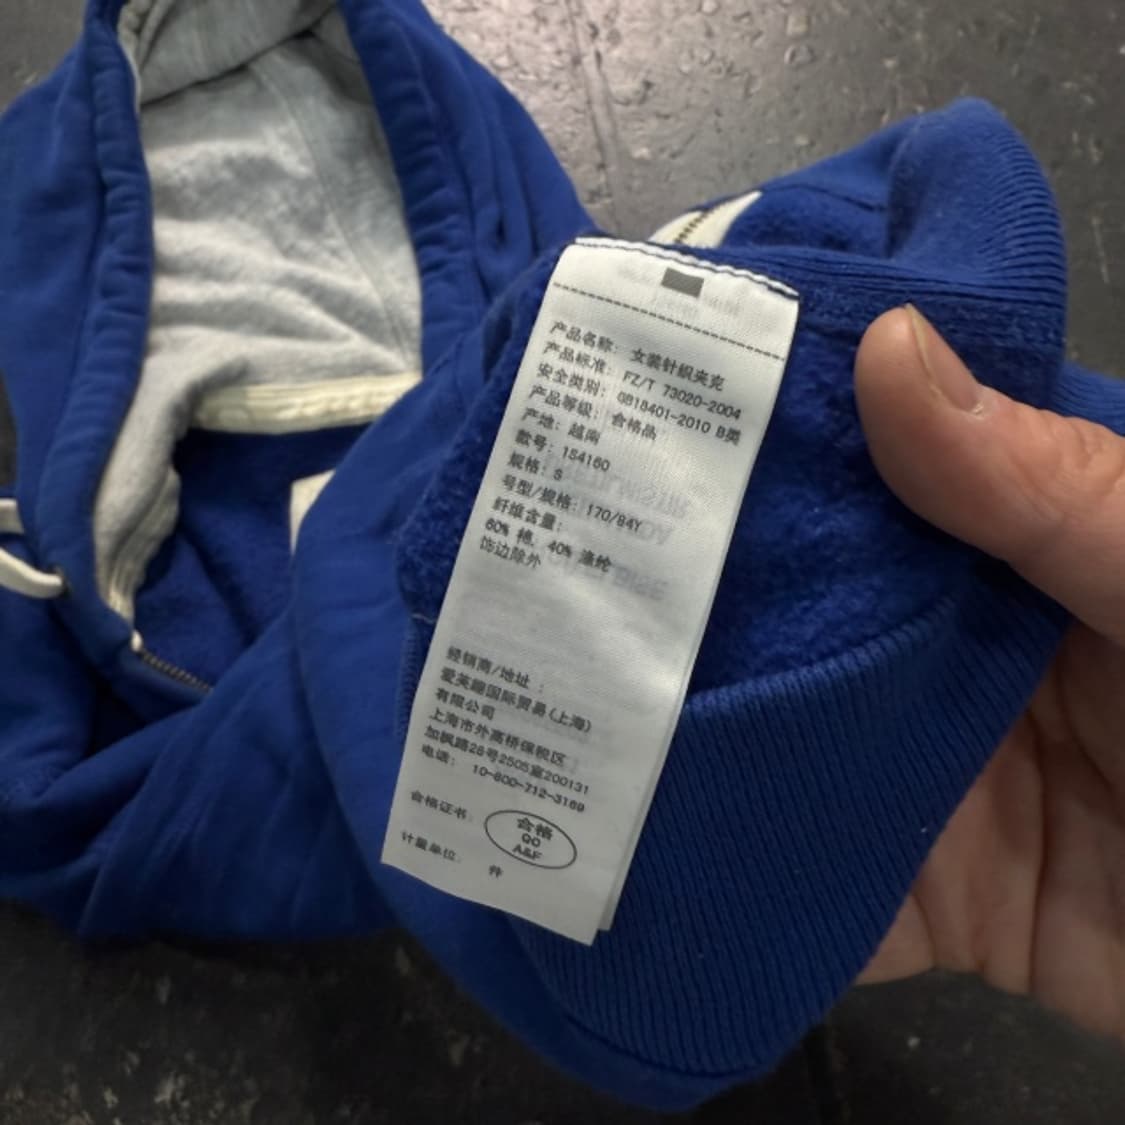 产品名称: 女装针织夹克
产品标准: FZ/T 73020-2004
安全类别: GB18401-2010 B类
产品等级: 合格品
产地: 越南
款号: 154160
规格: S
号型/规格: 170/84Y
纤维含量:
60% 棉, 40% 涤纶
饰边除外
经销商/地址:
爱芙趣国际贸易(上海)
有限公司
上海市外高桥保税区
加枫路28号2505室200131
电话: 10-800-712-3169
合格证书:
合格
QC
A&F
计量单位: 件